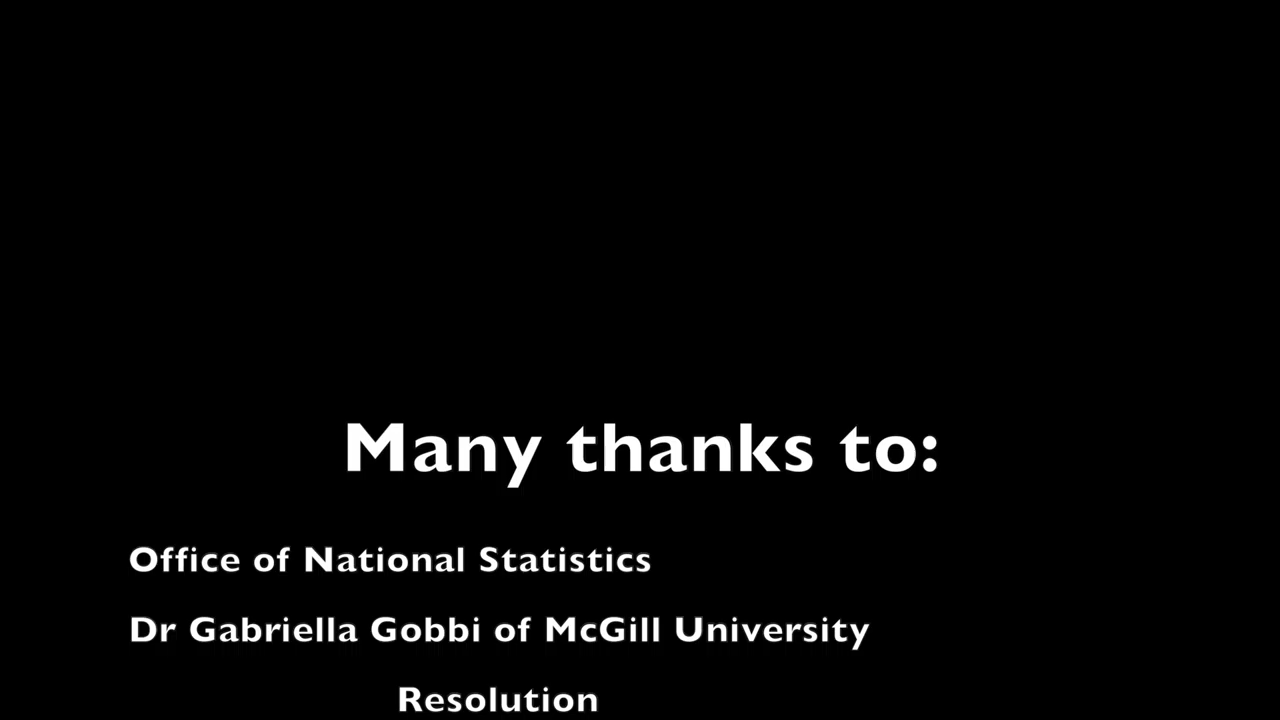 Many thanks to:
Office of National Statistics
Dr Gabriella Gobbi of McGill University
Resolution